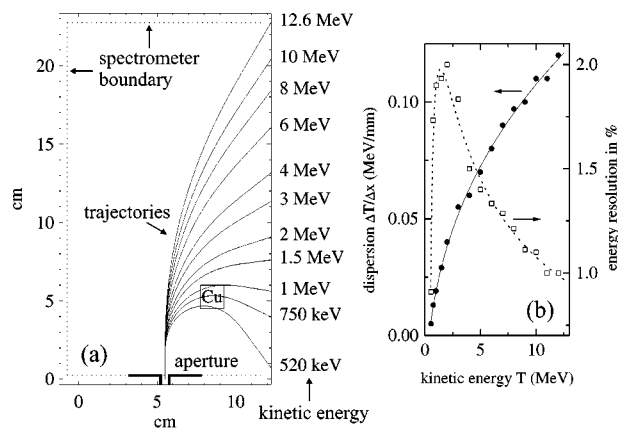 12.6 MeV
20
spectrometer
boundary
10 MeV
8 MeV
15
6 MeV
cm
10
4 MeV
trajectories
3 MeV
2 MeV
1.5 MeV
5
Cu
1 MeV
750 keV
(a)
aperture
520 keV
0
0 5 10
cm
kinetic energy
dispersion ΔT/Δx (MeV/mm)
0.10
0.05
0.00
2.0
1.5
1.0
energy resolution in %
(b)
0 5 10
kinetic energy T (MeV)